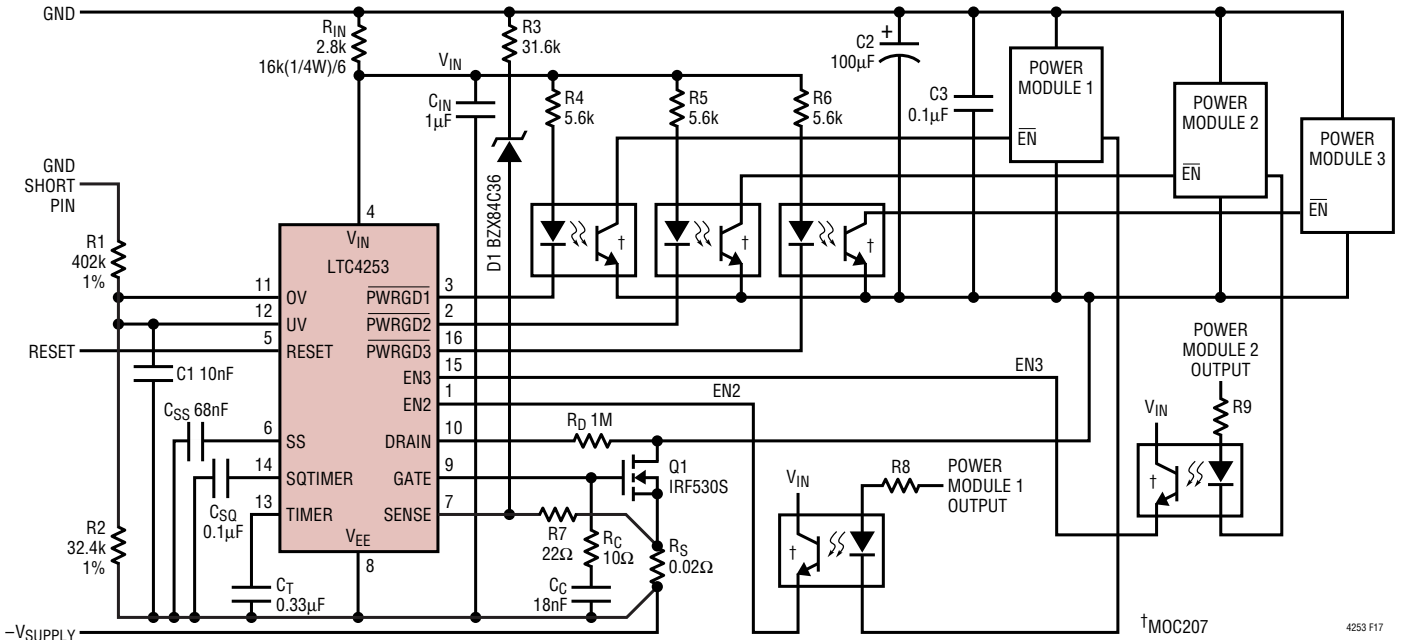 GND
RIN
2.8k
16k(1/4W)/6
R3
31.6k
VIN
CIN
1µF
R4
5.6k
R5
5.6k
R6
5.6k
+
C2
100µF
C3
0.1µF
POWER
MODULE 1
EN
POWER
MODULE 2
EN
POWER
MODULE 3
EN
D1 BZX84C36
†
†
†
GND
SHORT
PIN
R1
402k
1%
RESET
C1 10nF
CSS 68nF
CSQ
0.1µF
R2
32.4k
1%
CT
0.33µF
–VSUPPLY
4
VIN
LTC4253
11
OV
12
UV
5
RESET
6
SS
14
SQTIMER
13
TIMER
VEE
8
PWRGD1
3
PWRGD2
2
PWRGD3
16
EN3
15
EN2
1
DRAIN
10
GATE
9
SENSE
7
EN3
EN2
RD 1M
Q1
IRF530S
R7
22Ω
RC
10Ω
CC
18nF
RS
0.02Ω
VIN
†
R8
POWER
MODULE 1
OUTPUT
POWER
MODULE 2
OUTPUT
R9
VIN
†
†MOC207
4253 F17